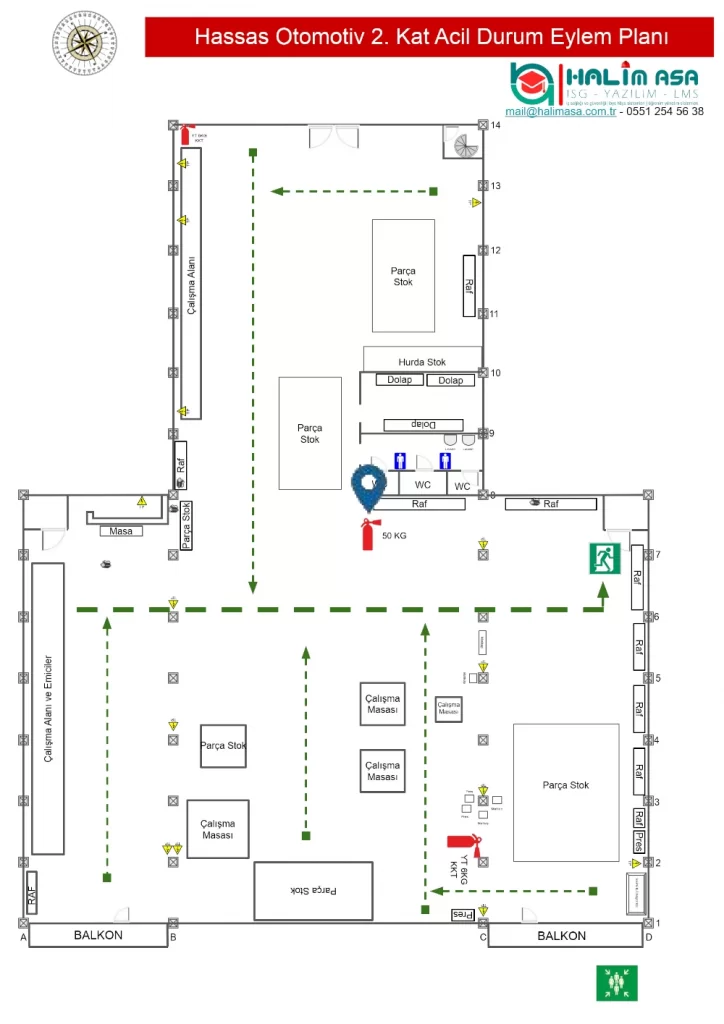 Hassas Otomotiv 2. Kat Acil Durum Eylem Planı
HALİM ASA
ISG - YAZILIM - LMS
mail@halimasa.com.tr - 0551 254 56 38
14
YT 6KG
KKT
13
12
11
10
9
8
Çalışma Alanı
Parça
Stok
Raf
Hurda Stok
Dolap
Dolap
Dolap
Parça
Stok
Raf
WC
WC
Raf
Raf
Parça Stok
Masa
50 KG
7
Raf
6
Raf
5
Raf
4
Raf
3
Raf
Pres
2
1
Çalışma Alanı ve Emiciler
Çalışma
Masası
Çalışma
Masası
Parça Stok
Çalışma
Masası
Parça Stok
Çalışma
Masası
YT 6KG
KKT
Parça Stok
RAF
Pres
A
BALKON
B
C
BALKON
D